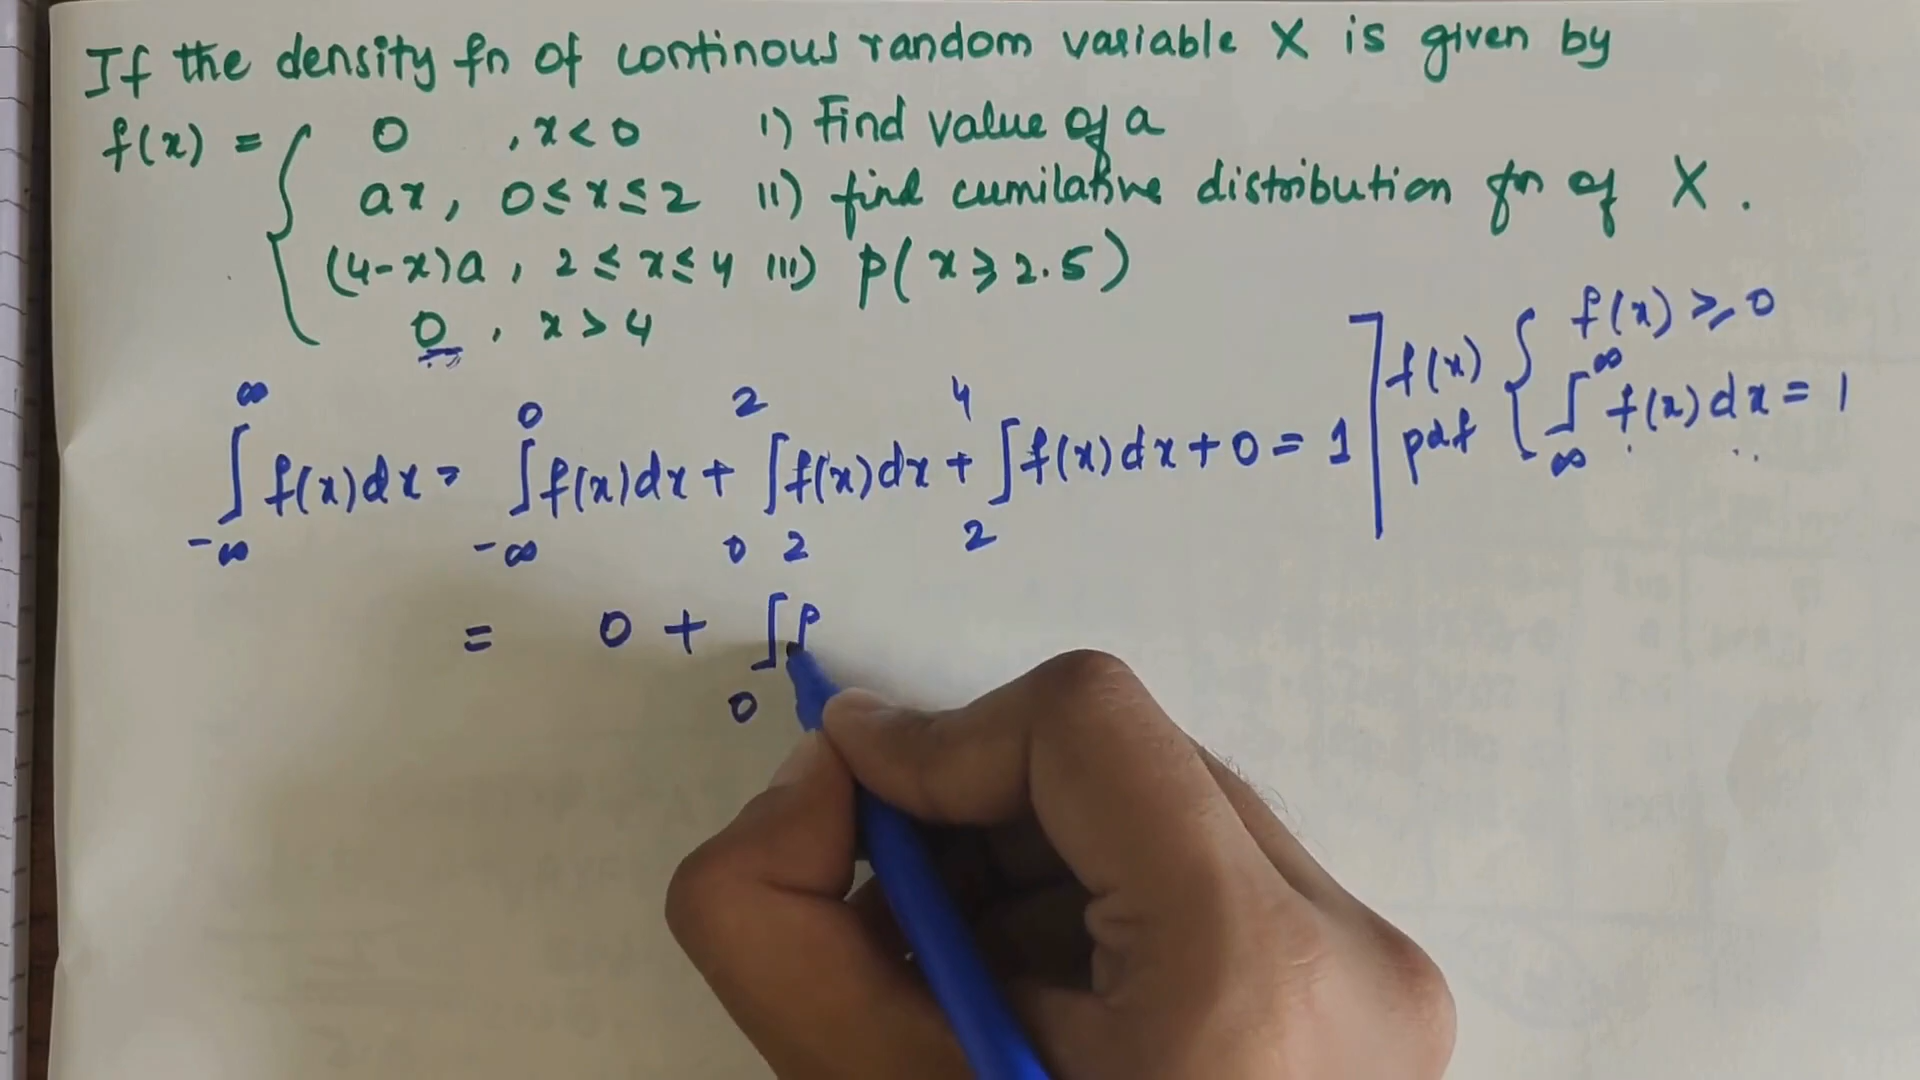 If the density fn of continous random variable X is given by
f(x) = { 0 , x < 0 i) Find value of a
ax , 0 ≤ x ≤ 2 ii) find cumilative distribution fn of X .
(4-x)a , 2 ≤ x ≤ 4 iii) p( x ⩾ 2.5 )
0 , x > 4
∫_{-∞}^{∞} f(x)dx = ∫_{-∞}^{0} f(x)dx + ∫_{0}^{2} f(x)dx + ∫_{2}^{4} f(x)dx + 0 = 1
f(x) pdf { f(x) ⩾ 0
∫_{∞}^{∞} f(x)dx = 1
= 0 + ∫_{0}^{2}